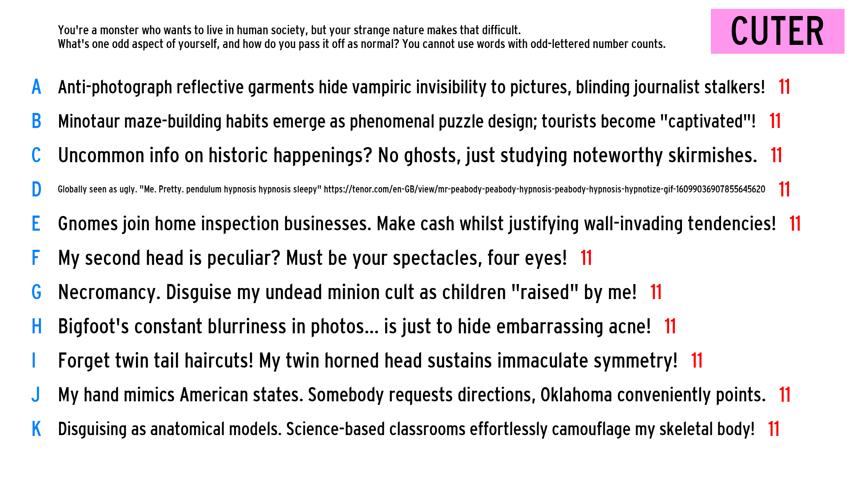 You're a monster who wants to live in human society, but your strange nature makes that difficult.
What's one odd aspect of yourself, and how do you pass it off as normal? You cannot use words with odd-lettered number counts.
CUTER
A Anti-photograph reflective garments hide vampiric invisibility to pictures, blinding journalist stalkers! 11
B Minotaur maze-building habits emerge as phenomenal puzzle design; tourists become "captivated"! 11
C Uncommon info on historic happenings? No ghosts, just studying noteworthy skirmishes. 11
D Globally seen as ugly. "Me. Pretty. pendulum hypnosis hypnosis sleepy" https://tenor.com/en-GB/view/mr-peabody-peabody-hypnosis-peabody-hypnosis-hypnotize-gif-16099036907855645620 11
E Gnomes join home inspection businesses. Make cash whilst justifying wall-invading tendencies! 11
F My second head is peculiar? Must be your spectacles, four eyes! 11
G Necromancy. Disguise my undead minion cult as children "raised" by me! 11
H Bigfoot's constant blurriness in photos... is just to hide embarrassing acne! 11
I Forget twin tail haircuts! My twin horned head sustains immaculate symmetry! 11
J My hand mimics American states. Somebody requests directions, Oklahoma conveniently points. 11
K Disguising as anatomical models. Science-based classrooms effortlessly camouflage my skeletal body! 11